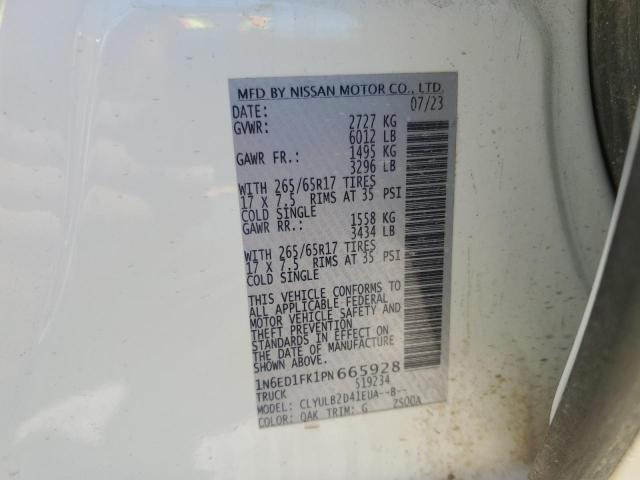 MFD BY NISSAN MOTOR CO., LTD.
DATE: 07/23
GVWR: 2727 KG
6012 LB
GAWR FR.: 1495 KG
3296 LB
WITH 265/65R17 TIRES
17 X 7.5 RIMS AT 35 PSI
COLD SINGLE
GAWR RR.: 1558 KG
3434 LB
WITH 265/65R17 TIRES
17 X 7.5 RIMS AT 35 PSI
COLD SINGLE
THIS VEHICLE CONFORMS TO
ALL APPLICABLE FEDERAL
MOTOR VEHICLE SAFETY AND
THEFT PREVENTION
STANDARDS IN EFFECT ON
THE DATE OF MANUFACTURE
SHOWN ABOVE.
1N6ED1FK1PN665928
TRUCK 519234
MODEL: CLYULB2D41EUA--B--
COLOR: QAK TRIM: G ZS00A